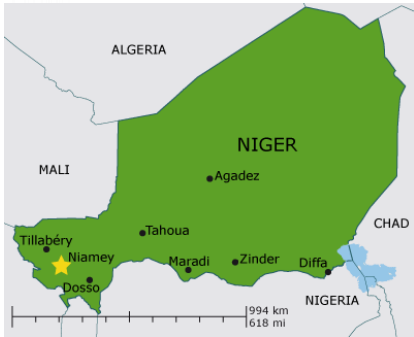 ALGERIA
NIGER
MALI
Agadez
CHAD
Tahoua
Tillabéry
Niamey
Maradi
Zinder
Diffa
Dosso
NIGERIA
994 km
618 mi